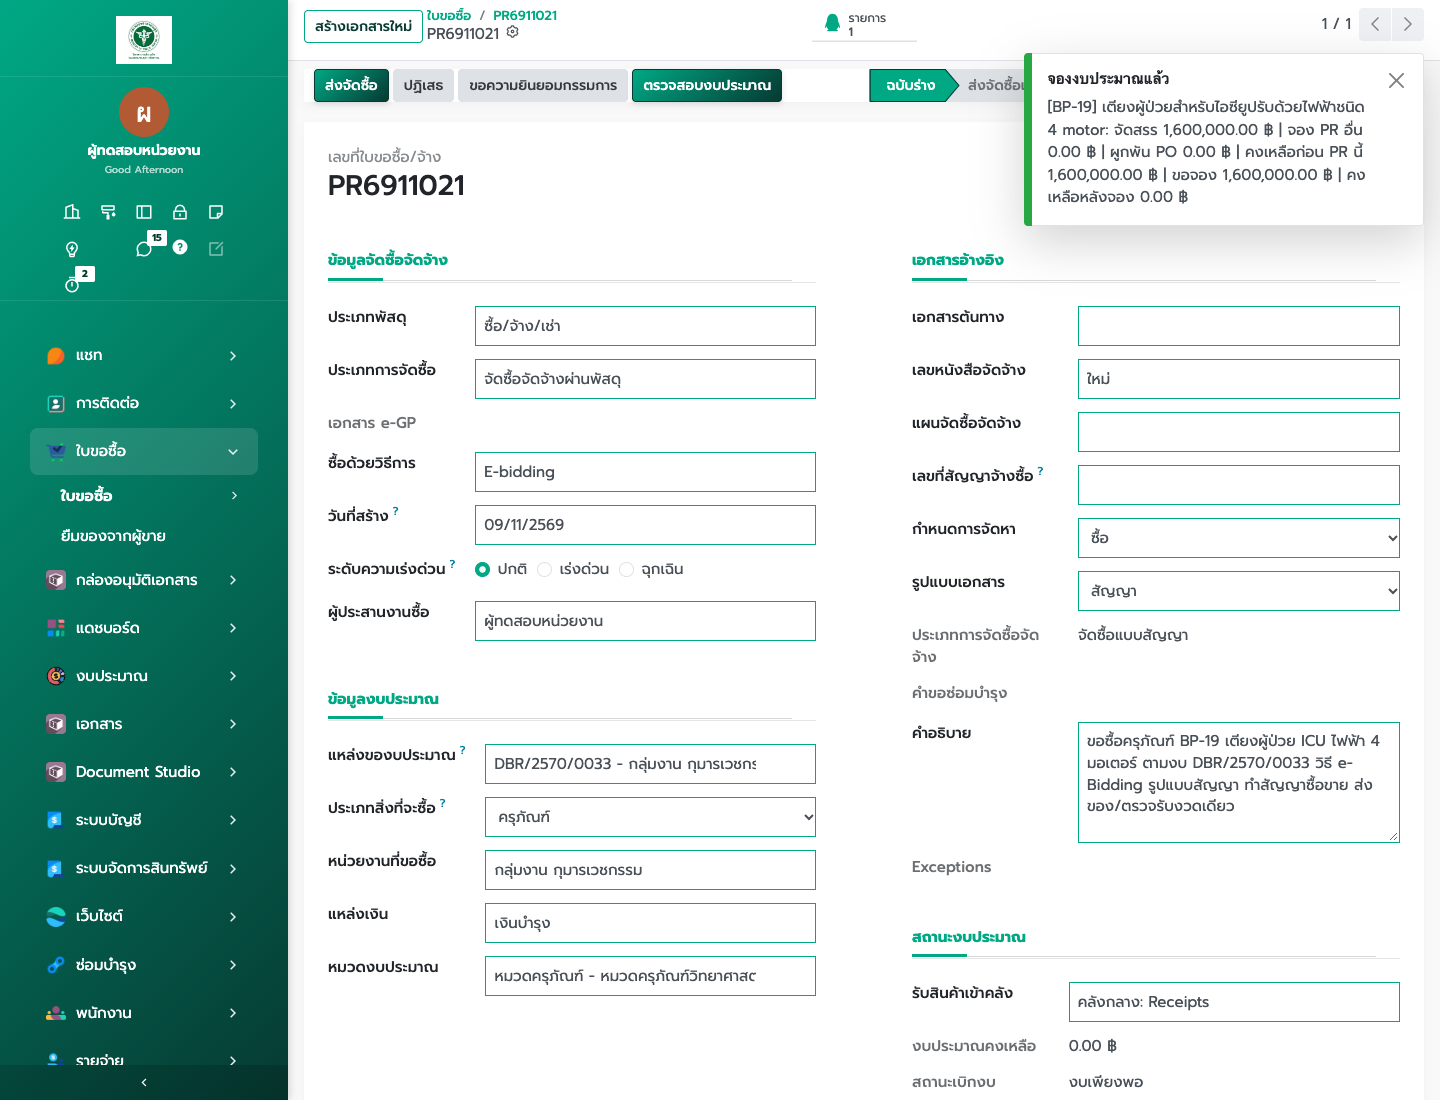 สร้างเอกสารใหม่
ใบขอซื้อ / PR6911021
PR6911021
รายการ
1
1 / 1
ผ
ผู้ทดสอบหน่วยงาน
Good Afternoon
15
?
2
แชท
การติดต่อ
ใบขอซื้อ
ใบขอซื้อ
ยืมของจากผู้ขาย
กล่องอนุมัติเอกสาร
แดชบอร์ด
งบประมาณ
เอกสาร
Document Studio
ระบบบัญชี
ระบบจัดการสินทรัพย์
เว็บไซต์
ซ่อมบำรุง
พนักงาน
รายจ่าย
ส่งจัดซื้อ
ปฏิเสธ
ขอความยินยอมกรรมการ
ตรวจสอบงบประมาณ
ฉบับร่าง
จองงบประมาณแล้ว
[BP-19] เตียงผู้ป่วยสำหรับไอซียูปรับด้วยไฟฟ้าชนิด
4 motor: จัดสรร 1,600,000.00 ฿ | จอง PR อื่น
0.00 ฿ | ผูกพัน PO 0.00 ฿ | คงเหลือก่อน PR นี้
1,600,000.00 ฿ | ขอจอง 1,600,000.00 ฿ | คง
เหลือหลังจอง 0.00 ฿
เลขที่ใบขอซื้อ/จ้าง
PR6911021
ข้อมูลจัดซื้อจัดจ้าง
ประเภทพัสดุ ซื้อ/จ้าง/เช่า
ประเภทการจัดซื้อ จัดซื้อจัดจ้างผ่านพัสดุ
เอกสาร e-GP
ซื้อด้วยวิธีการ E-bidding
วันที่สร้าง ? 09/11/2569
ระดับความเร่งด่วน ? ปกติ เร่งด่วน ฉุกเฉิน
ผู้ประสานงานซื้อ ผู้ทดสอบหน่วยงาน
ข้อมูลงบประมาณ
แหล่งของบประมาณ ? DBR/2570/0033 - กลุ่มงาน กุมารเวชกร
ประเภทสิ่งที่จะซื้อ ? ครุภัณฑ์
หน่วยงานที่ขอซื้อ กลุ่มงาน กุมารเวชกรรม
แหล่งเงิน เงินบำรุง
หมวดงบประมาณ หมวดครุภัณฑ์ - หมวดครุภัณฑ์วิทยาศาสต
เอกสารอ้างอิง
เอกสารต้นทาง
เลขหนังสือจัดจ้าง ใหม่
แผนจัดซื้อจัดจ้าง
เลขที่สัญญาจ้างซื้อ ?
กำหนดการจัดหา ซื้อ
รูปแบบเอกสาร สัญญา
ประเภทการจัดซื้อจัด จัดซื้อแบบสัญญา
จ้าง
คำขอซ่อมบำรุง
คำอธิบาย ขอซื้อครุภัณฑ์ BP-19 เตียงผู้ป่วย ICU ไฟฟ้า 4
มอเตอร์ ตามงบ DBR/2570/0033 วิธี e-
Bidding รูปแบบสัญญา ทำสัญญาซื้อขาย ส่ง
ของ/ตรวจรับงวดเดียว
Exceptions
สถานะงบประมาณ
รับสินค้าเข้าคลัง คลังกลาง: Receipts
งบประมาณคงเหลือ 0.00 ฿
สถานะเบิกงบ งบเพียงพอ